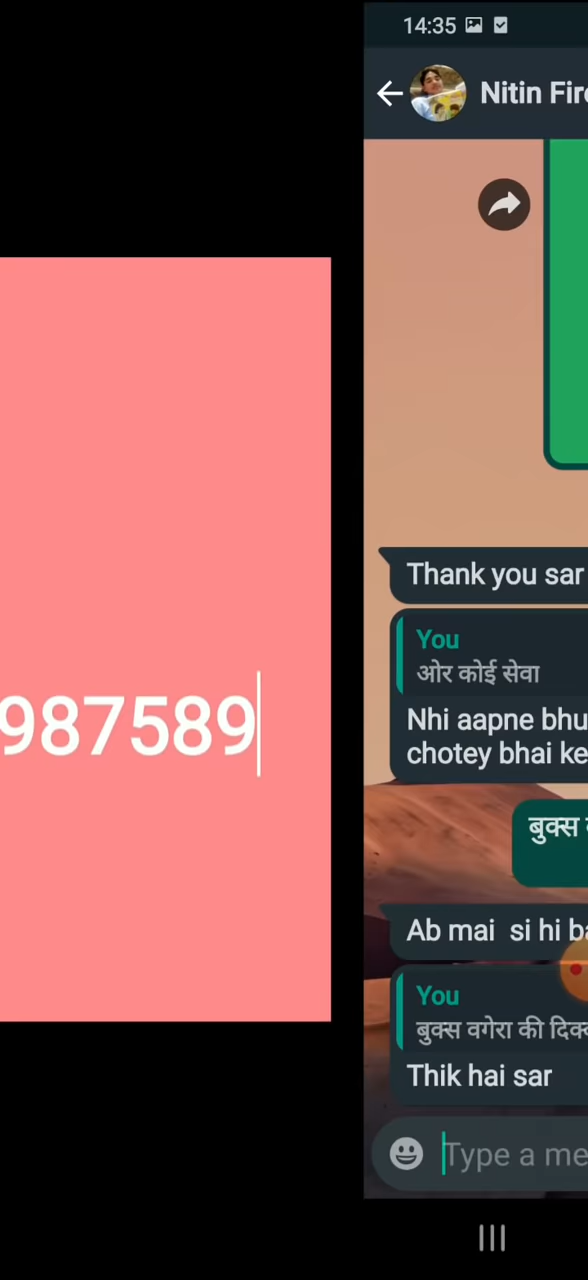 14:35
Nitin Fir
987589
Thank you sar
You
ओर कोई सेवा
Nhi aapne bhu
chotey bhai ke
बुक्स
Ab mai si hi ba
You
बुक्स वगेरा की दिक्
Thik hai sar
Type a me